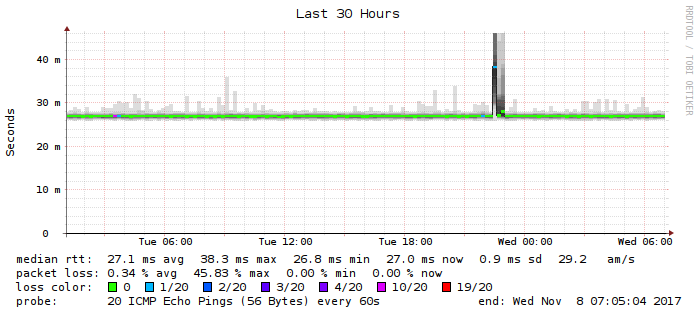 Last 30 Hours
RRDTOOL / TOBI OETIKER
Seconds
40 m
30 m
20 m
10 m
0
Tue 06:00 Tue 12:00 Tue 18:00 Wed 00:00 Wed 06:00
median rtt: 27.1 ms avg 38.3 ms max 26.8 ms min 27.0 ms now 0.9 ms sd 29.2 am/s
packet loss: 0.34 % avg 45.83 % max 0.00 % min 0.00 % now
loss color: 0 1/20 2/20 3/20 4/20 10/20 19/20
probe: 20 ICMP Echo Pings (56 Bytes) every 60s end: Wed Nov 8 07:05:04 2017